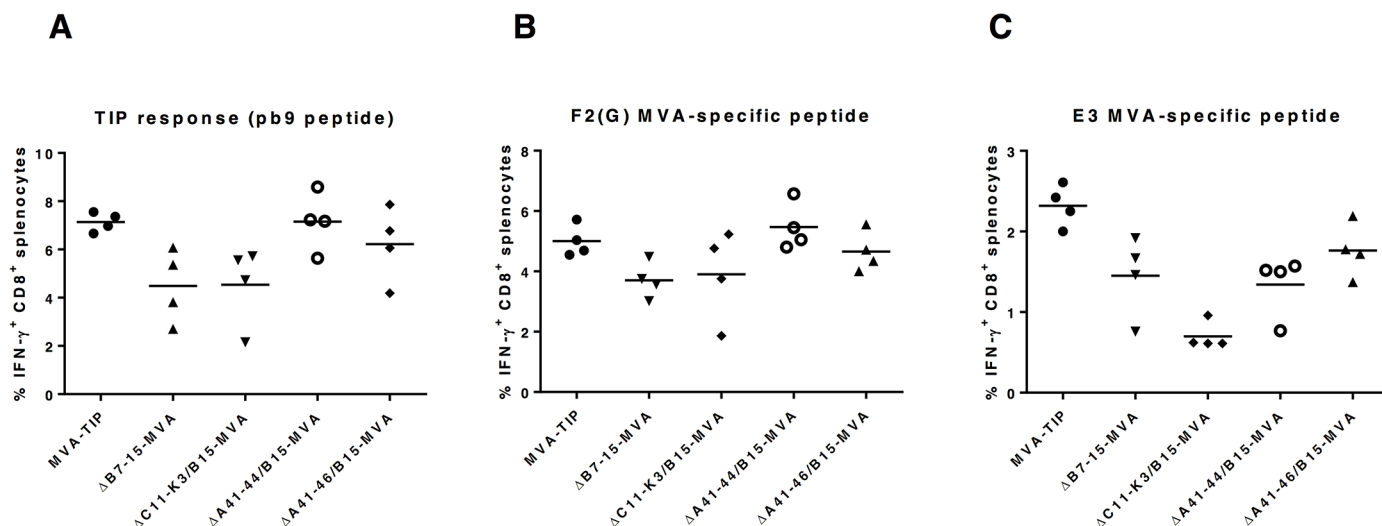 A
TIP response (pb9 peptide)
% IFN-γ⁺ CD8⁺ splenocytes
10
8
6
4
2
0
MVA-TIP
ΔB7-15-MVA
ΔC11-K3/B15-MVA
ΔA41-44/B15-MVA
ΔA41-46/B15-MVA
B
F2(G) MVA-specific peptide
% IFN-γ⁺ CD8⁺ splenocytes
8
6
4
2
0
MVA-TIP
ΔB7-15-MVA
ΔC11-K3/B15-MVA
ΔA41-44/B15-MVA
ΔA41-46/B15-MVA
C
E3 MVA-specific peptide
% IFN-γ⁺ CD8⁺ splenocytes
3
2
1
0
MVA-TIP
ΔB7-15-MVA
ΔC11-K3/B15-MVA
ΔA41-44/B15-MVA
ΔA41-46/B15-MVA